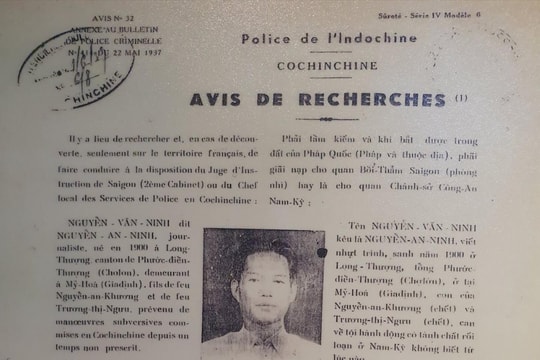 AVIS Nº 32
ANNEXE AU BULLETIN
DE POLICE CRIMINELLE
DU 22 MAI 1937
Sûreté - Série IV Modèle 6
Police de l'Indochine
COCHINCHINE
AVIS DE RECHERCHES (1)
Il y a lieu de rechercher et, en cas de décou-
verte, seulement sur le territoire français, de
faire conduire à la disposition du Juge d'Ins-
truction de Saigon (2ème Cabinet) ou du Chef
local des Services de Police en Cochinchine :
NGUYỄN - VĂN - NINH dit
NGUYỄN - AN - NINH, jour-
naliste, né en 1900 à Long-
Thượng canton de Phước-diền-
Thượng (Cholon), demeurant
à Mỹ-Hoà (Giadinh), fils de feu
Nguyễn-an-Khương et de feu
Trương-thị-Ngưu, prévenu de
manœuvres subversives com-
mises en Cochinchine depuis un
temps non prescrit.
Phải tầm kiếm và khi bắt được trong
đất của Pháp Quốc (Pháp và thuộc địa), phải
giải nạp cho quan Bồi-Thẩm Saigon (phòng
nhì) hay là cho quan Chánh-sở Công-An
Nam-Kỳ :
Tên NGUYỄN - VĂN - NINH
kêu là NGUYỄN-AN-NINH, viết
nhựt trình, sanh năm 1900 ở
Long - Thượng, tổng Phước-
diền-Thượng (Cholon), ở tại
Mỹ-Hoà (Giadinh), con của
Nguyễn-an-Khương (chết) và
Trương-thị-Ngưu (chết), can
về tội hành động có tánh chất rối
loạn ở Nam-Kỳ không biết từ
lúc nào.